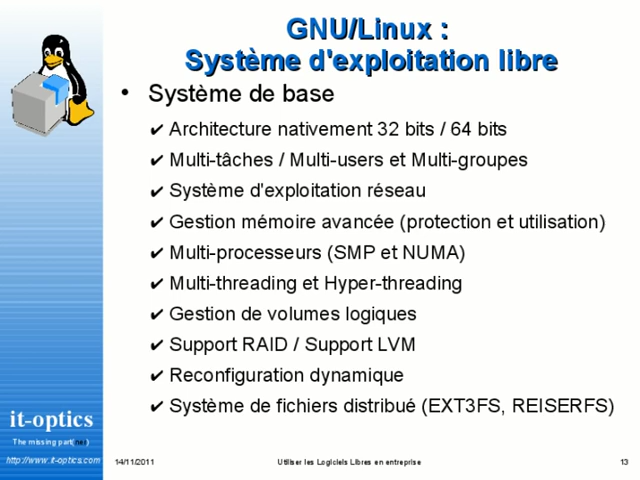 GNU/Linux :
Système d'exploitation libre
• Système de base
✔ Architecture nativement 32 bits / 64 bits
✔ Multi-tâches / Multi-users et Multi-groupes
✔ Système d'exploitation réseau
✔ Gestion mémoire avancée (protection et utilisation)
✔ Multi-processeurs (SMP et NUMA)
✔ Multi-threading et Hyper-threading
✔ Gestion de volumes logiques
✔ Support RAID / Support LVM
✔ Reconfiguration dynamique
✔ Système de fichiers distribué (EXT3FS, REISERFS)
it-optics
The missing part(ner)
http://www.it-optics.com
14/11/2011 Utiliser les Logiciels Libres en entreprise 13